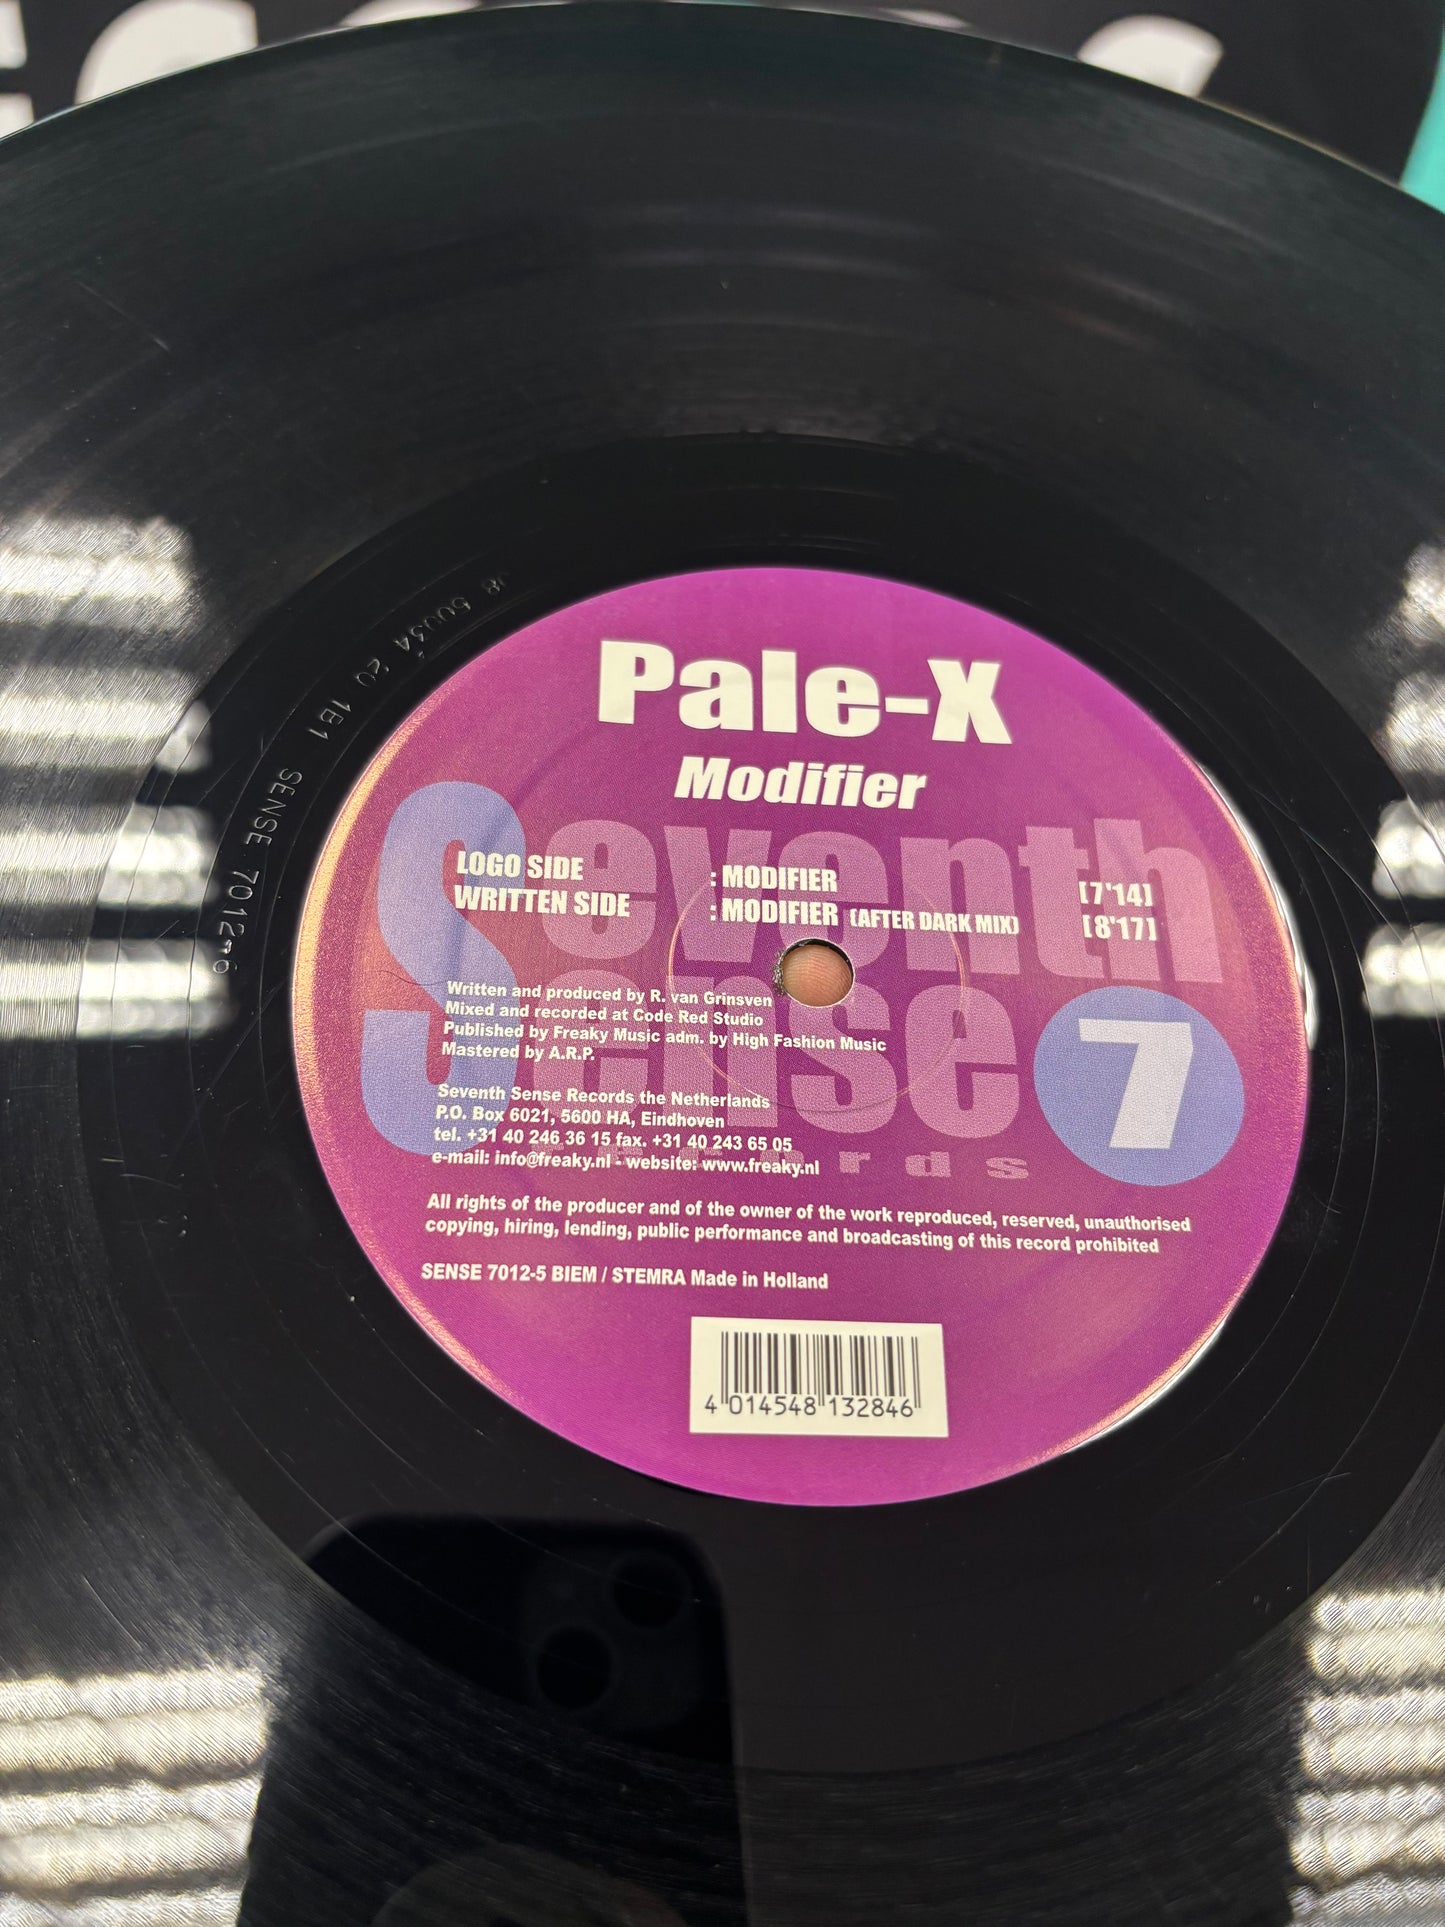 Pale-X
Modifier
Seventh
Sense 7
records
LOGO SIDE : MODIFIER [7'14]
WRITTEN SIDE : MODIFIER (AFTER DARK MIX) [8'17]
Written and produced by R. van Grinsven
Mixed and recorded at Code Red Studio
Published by Freaky Music adm. by High Fashion Music
Mastered by A.R.P.
Seventh Sense Records the Netherlands
P.O. Box 6021, 5600 HA, Eindhoven
tel. +31 40 246 36 15 fax. +31 40 243 65 05
e-mail: info@freaky.nl - website: www.freaky.nl
All rights of the producer and of the owner of the work reproduced, reserved, unauthorised
copying, hiring, lending, public performance and broadcasting of this record prohibited
SENSE 7012-5 BIEM / STEMRA Made in Holland
4 014548 132846
1B1 SENSE